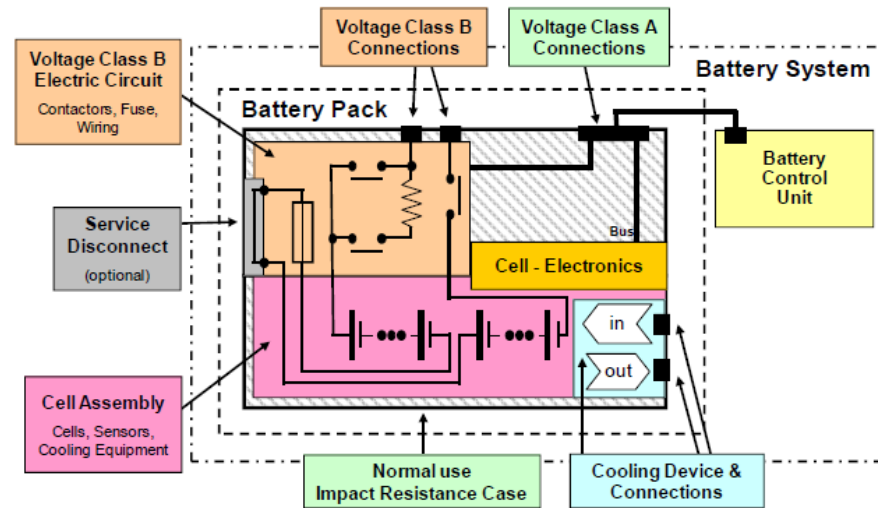 Voltage Class B
Connections
Voltage Class A
Connections
Voltage Class B
Electric Circuit
Contactors, Fuse,
Wiring
Battery System
Battery Pack
Battery
Control
Unit
Service
Disconnect
(optional)
Bus
Cell - Electronics
in
out
Cell Assembly
Cells, Sensors,
Cooling Equipment
Normal use
Impact Resistance Case
Cooling Device &
Connections